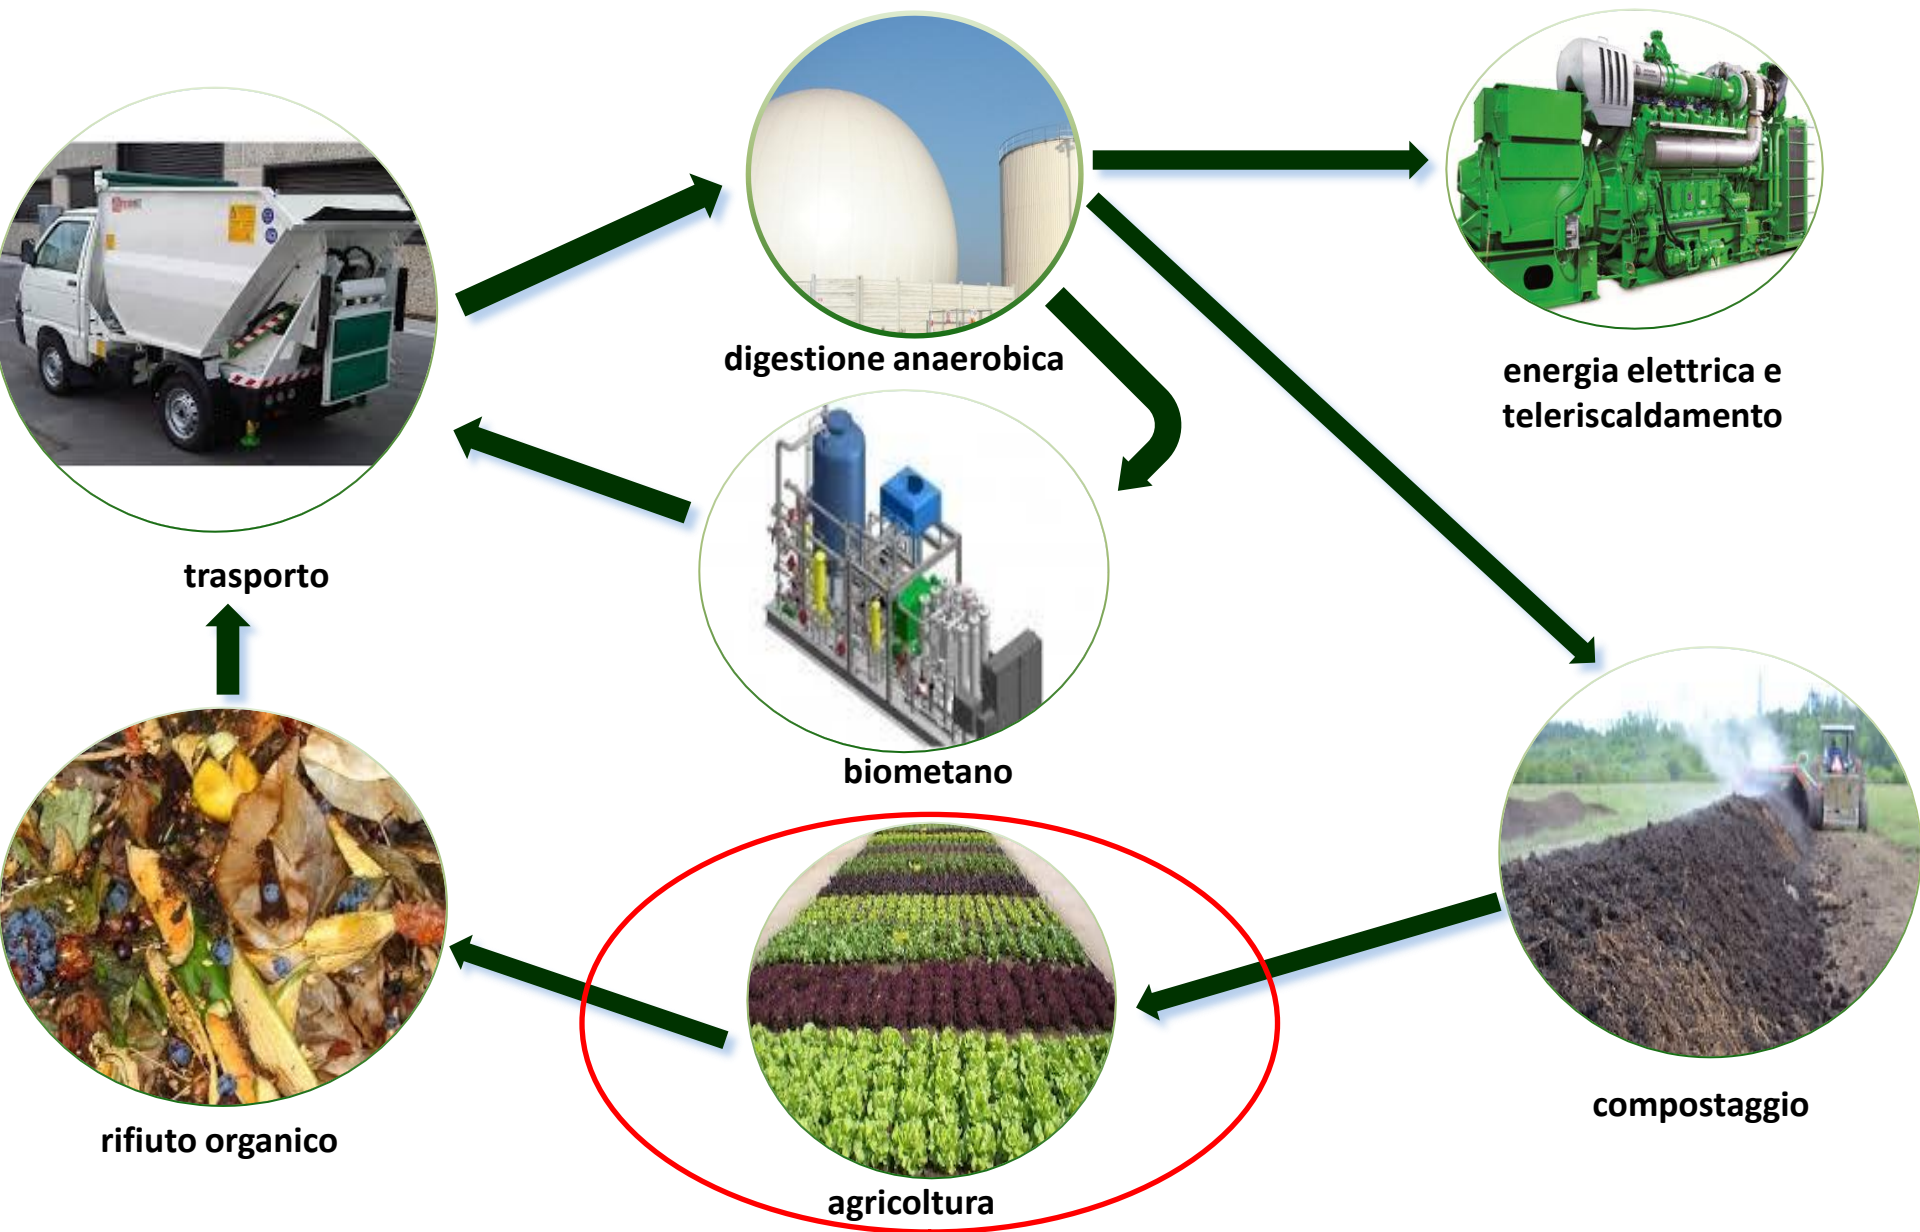 digestione anaerobica
energia elettrica e
teleriscaldamento
trasporto
biometano
rifiuto organico
agricoltura
compostaggio